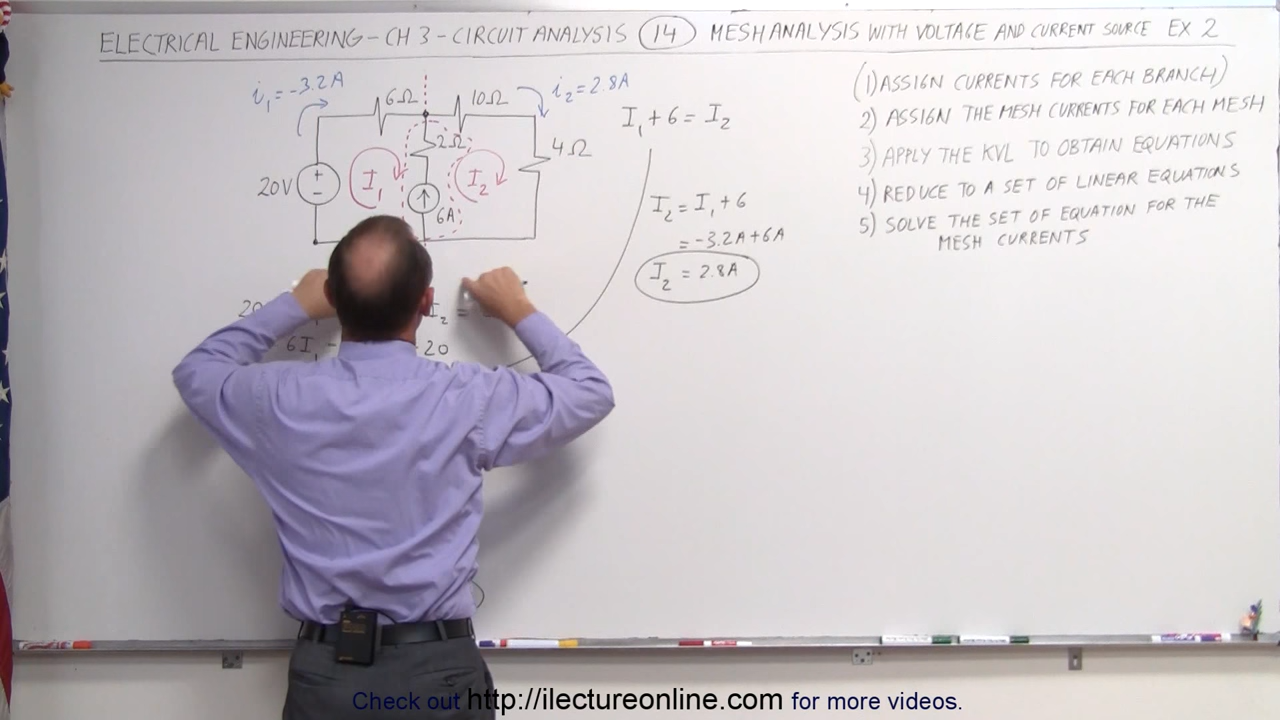 ELECTRICAL ENGINEERING - CH 3 - CIRCUIT ANALYSIS 14 MESH ANALYSIS WITH VOLTAGE AND CURRENT SOURCE EX 2
i₁ = -3.2A
i₂ = 2.8A
6Ω
10Ω
2Ω
4Ω
20V
+
-
I₁
I₂
6A
20
I₂ =
6I₁ -
20
I₁ + 6 = I₂
I₂ = I₁ + 6
= -3.2A + 6A
I₂ = 2.8A
(1) ASSIGN CURRENTS FOR EACH BRANCH)
2) ASSIGN THE MESH CURRENTS FOR EACH MESH
3) APPLY THE KVL TO OBTAIN EQUATIONS
4) REDUCE TO A SET OF LINEAR EQUATIONS
5) SOLVE THE SET OF EQUATION FOR THE
MESH CURRENTS
Check out http://ilectureonline.com for more videos.